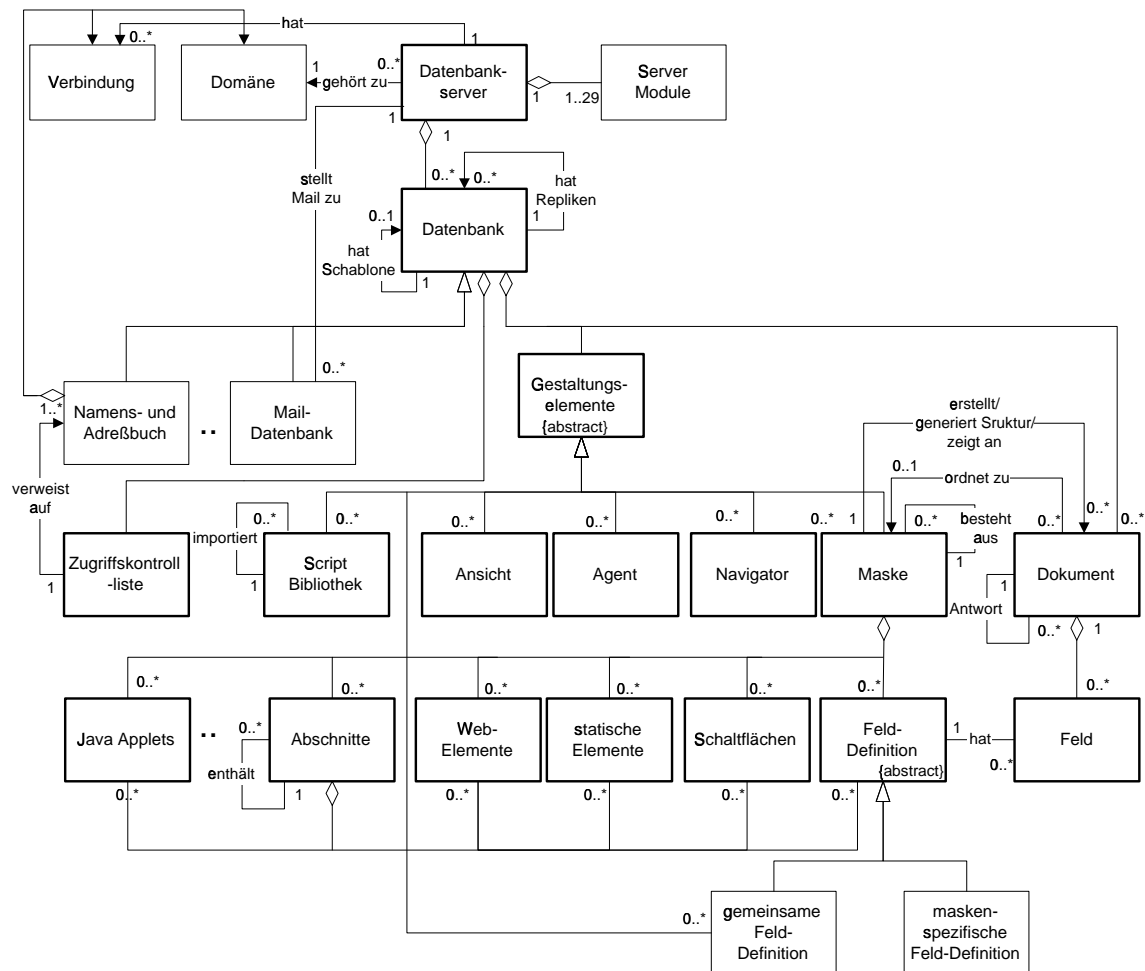 hat
1
0..*
Verbindung
Domäne
1
gehört zu
0..*
Datenbank-
server
1
1
1
1..29
Server
Module
stellt
Mail zu
0..*
0..*
hat
Repliken
0..1
Datenbank
1
hat
Schablone
1
0..*
1..*
Namens- und
Adreßbuch
..
Mail-
Datenbank
Gestaltungs-
elemente
{abstract}
erstellt/
generiert Sruktur/
zeigt an
0..1
ordnet zu
verweist
auf
0..*
importiert
0..*
0..*
0..*
0..*
0..*
1
0..*
besteht
aus
0..*
0..*
0..*
1
Zugriffskontroll
-liste
1
Script
Bibliothek
Ansicht
Agent
Navigator
Maske
1
Dokument
1
Antwort
0..*
1
0..*
0..*
0..*
0..*
0..*
0..*
0..*
Java Applets
..
0..*
Abschnitte
enthält
1
Web-
Elemente
statische
Elemente
Schaltflächen
Feld-
Definition
{abstract}
1
hat
0..*
Feld
0..*
0..*
0..*
0..*
0..*
0..*
gemeinsame
Feld-
Definition
masken-
spezifische
Feld-Definition